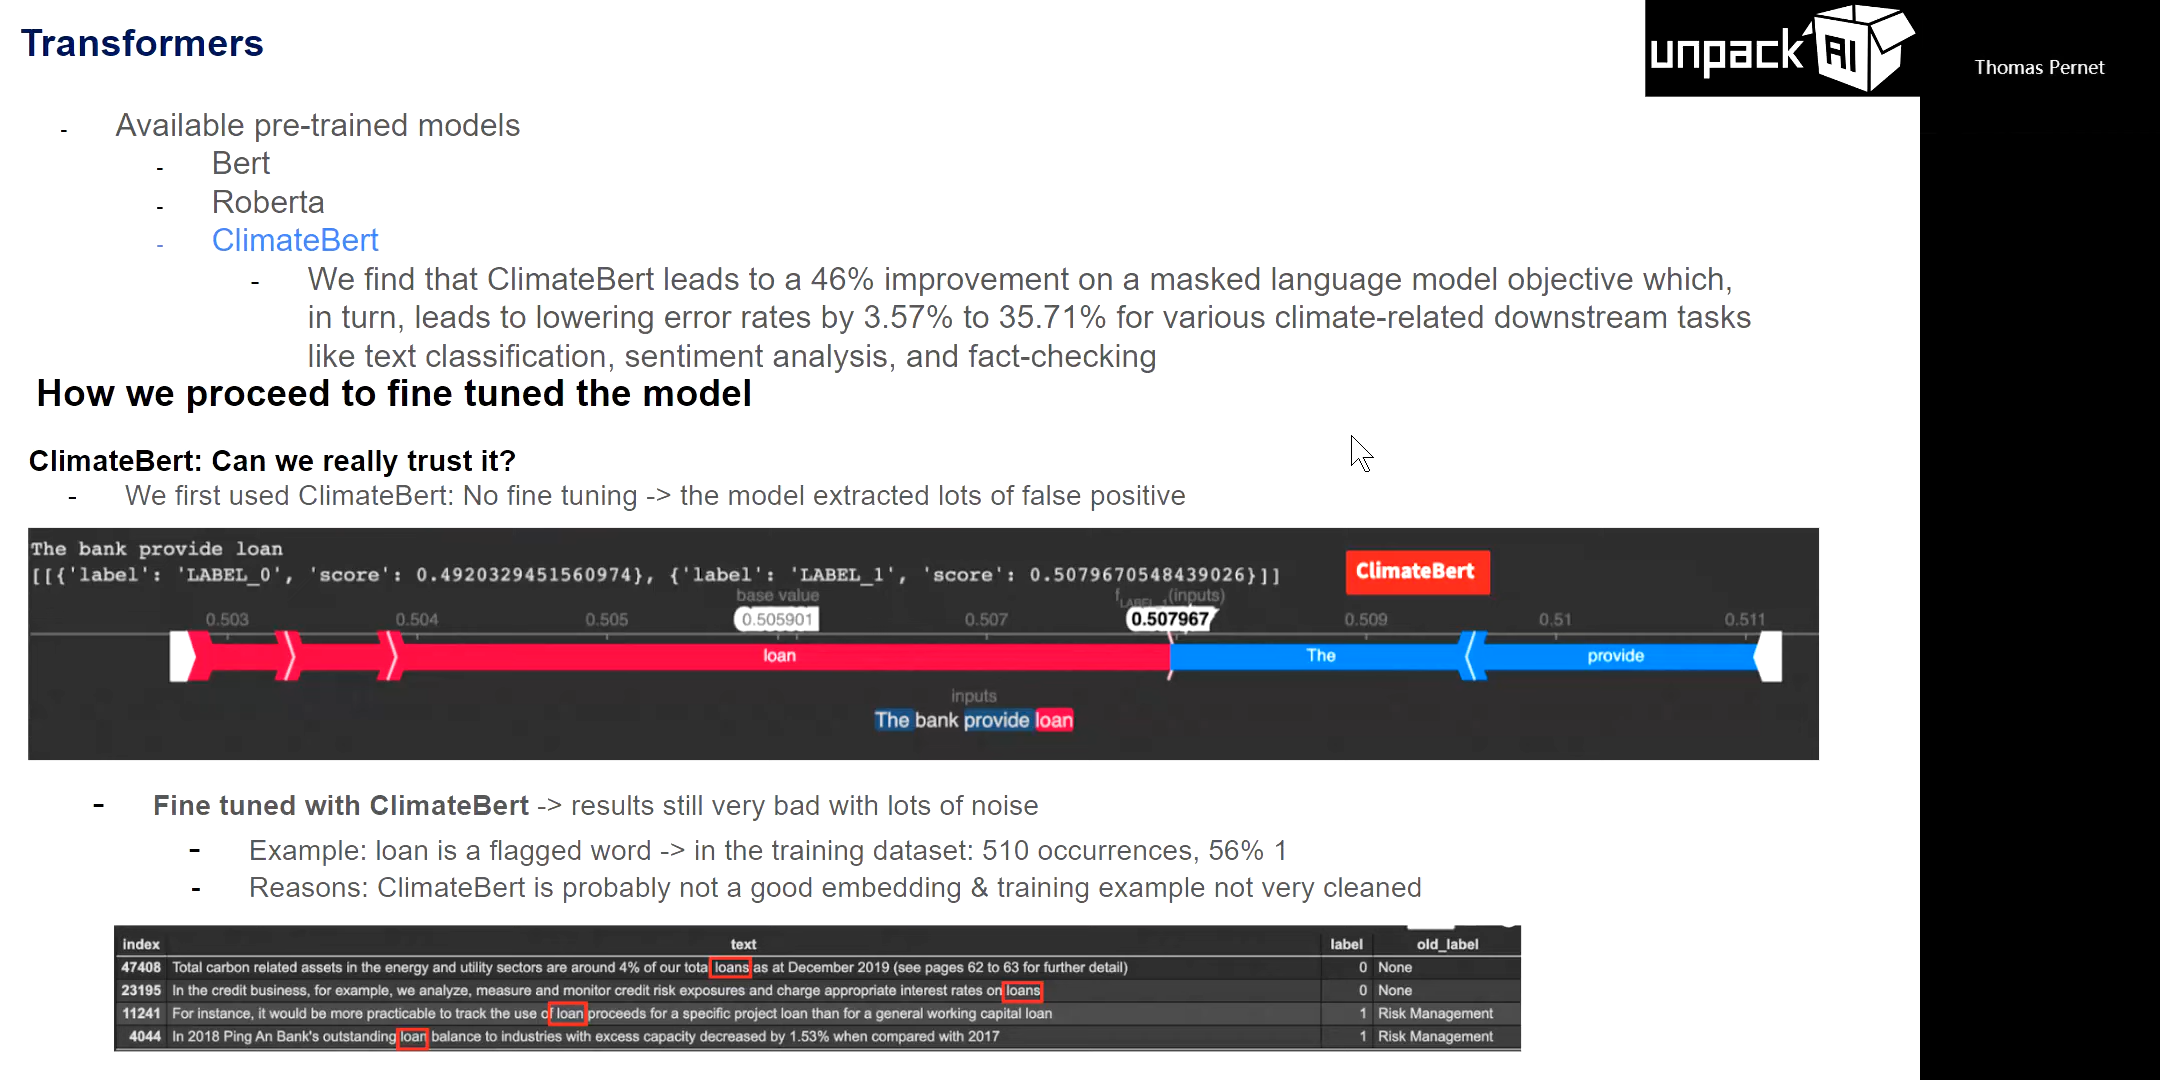 Transformers
unpackAI
Thomas Pernet
- Available pre-trained models
- Bert
- Roberta
- ClimateBert
- We find that ClimateBert leads to a 46% improvement on a masked language model objective which,
in turn, leads to lowering error rates by 3.57% to 35.71% for various climate-related downstream tasks
like text classification, sentiment analysis, and fact-checking
How we proceed to fine tuned the model
ClimateBert: Can we really trust it?
- We first used ClimateBert: No fine tuning -> the model extracted lots of false positive
The bank provide loan
[[{'label': 'LABEL_0', 'score': 0.4920329451560974}, {'label': 'LABEL_1', 'score': 0.5079670548439026}]]
ClimateBert
base value
(inputs)
0.503 0.504 0.505 0.505901 0.507 0.507967 0.509 0.51 0.511
loan The provide
inputs
The bank provide loan
- Fine tuned with ClimateBert -> results still very bad with lots of noise
- Example: loan is a flagged word -> in the training dataset: 510 occurrences, 56% 1
- Reasons: ClimateBert is probably not a good embedding & training example not very cleaned
index text label old_label
47408 Total carbon related assets in the energy and utility sectors are around 4% of our total loans as at December 2019 (see pages 62 to 63 for further detail) 0 None
23195 In the credit business, for example, we analyze, measure and monitor credit risk exposures and charge appropriate interest rates on loans 0 None
11241 For instance, it would be more practicable to track the use of loan proceeds for a specific project loan than for a general working capital loan 1 Risk Management
4044 In 2018 Ping An Bank's outstanding loan balance to industries with excess capacity decreased by 1.53% when compared with 2017 1 Risk Management